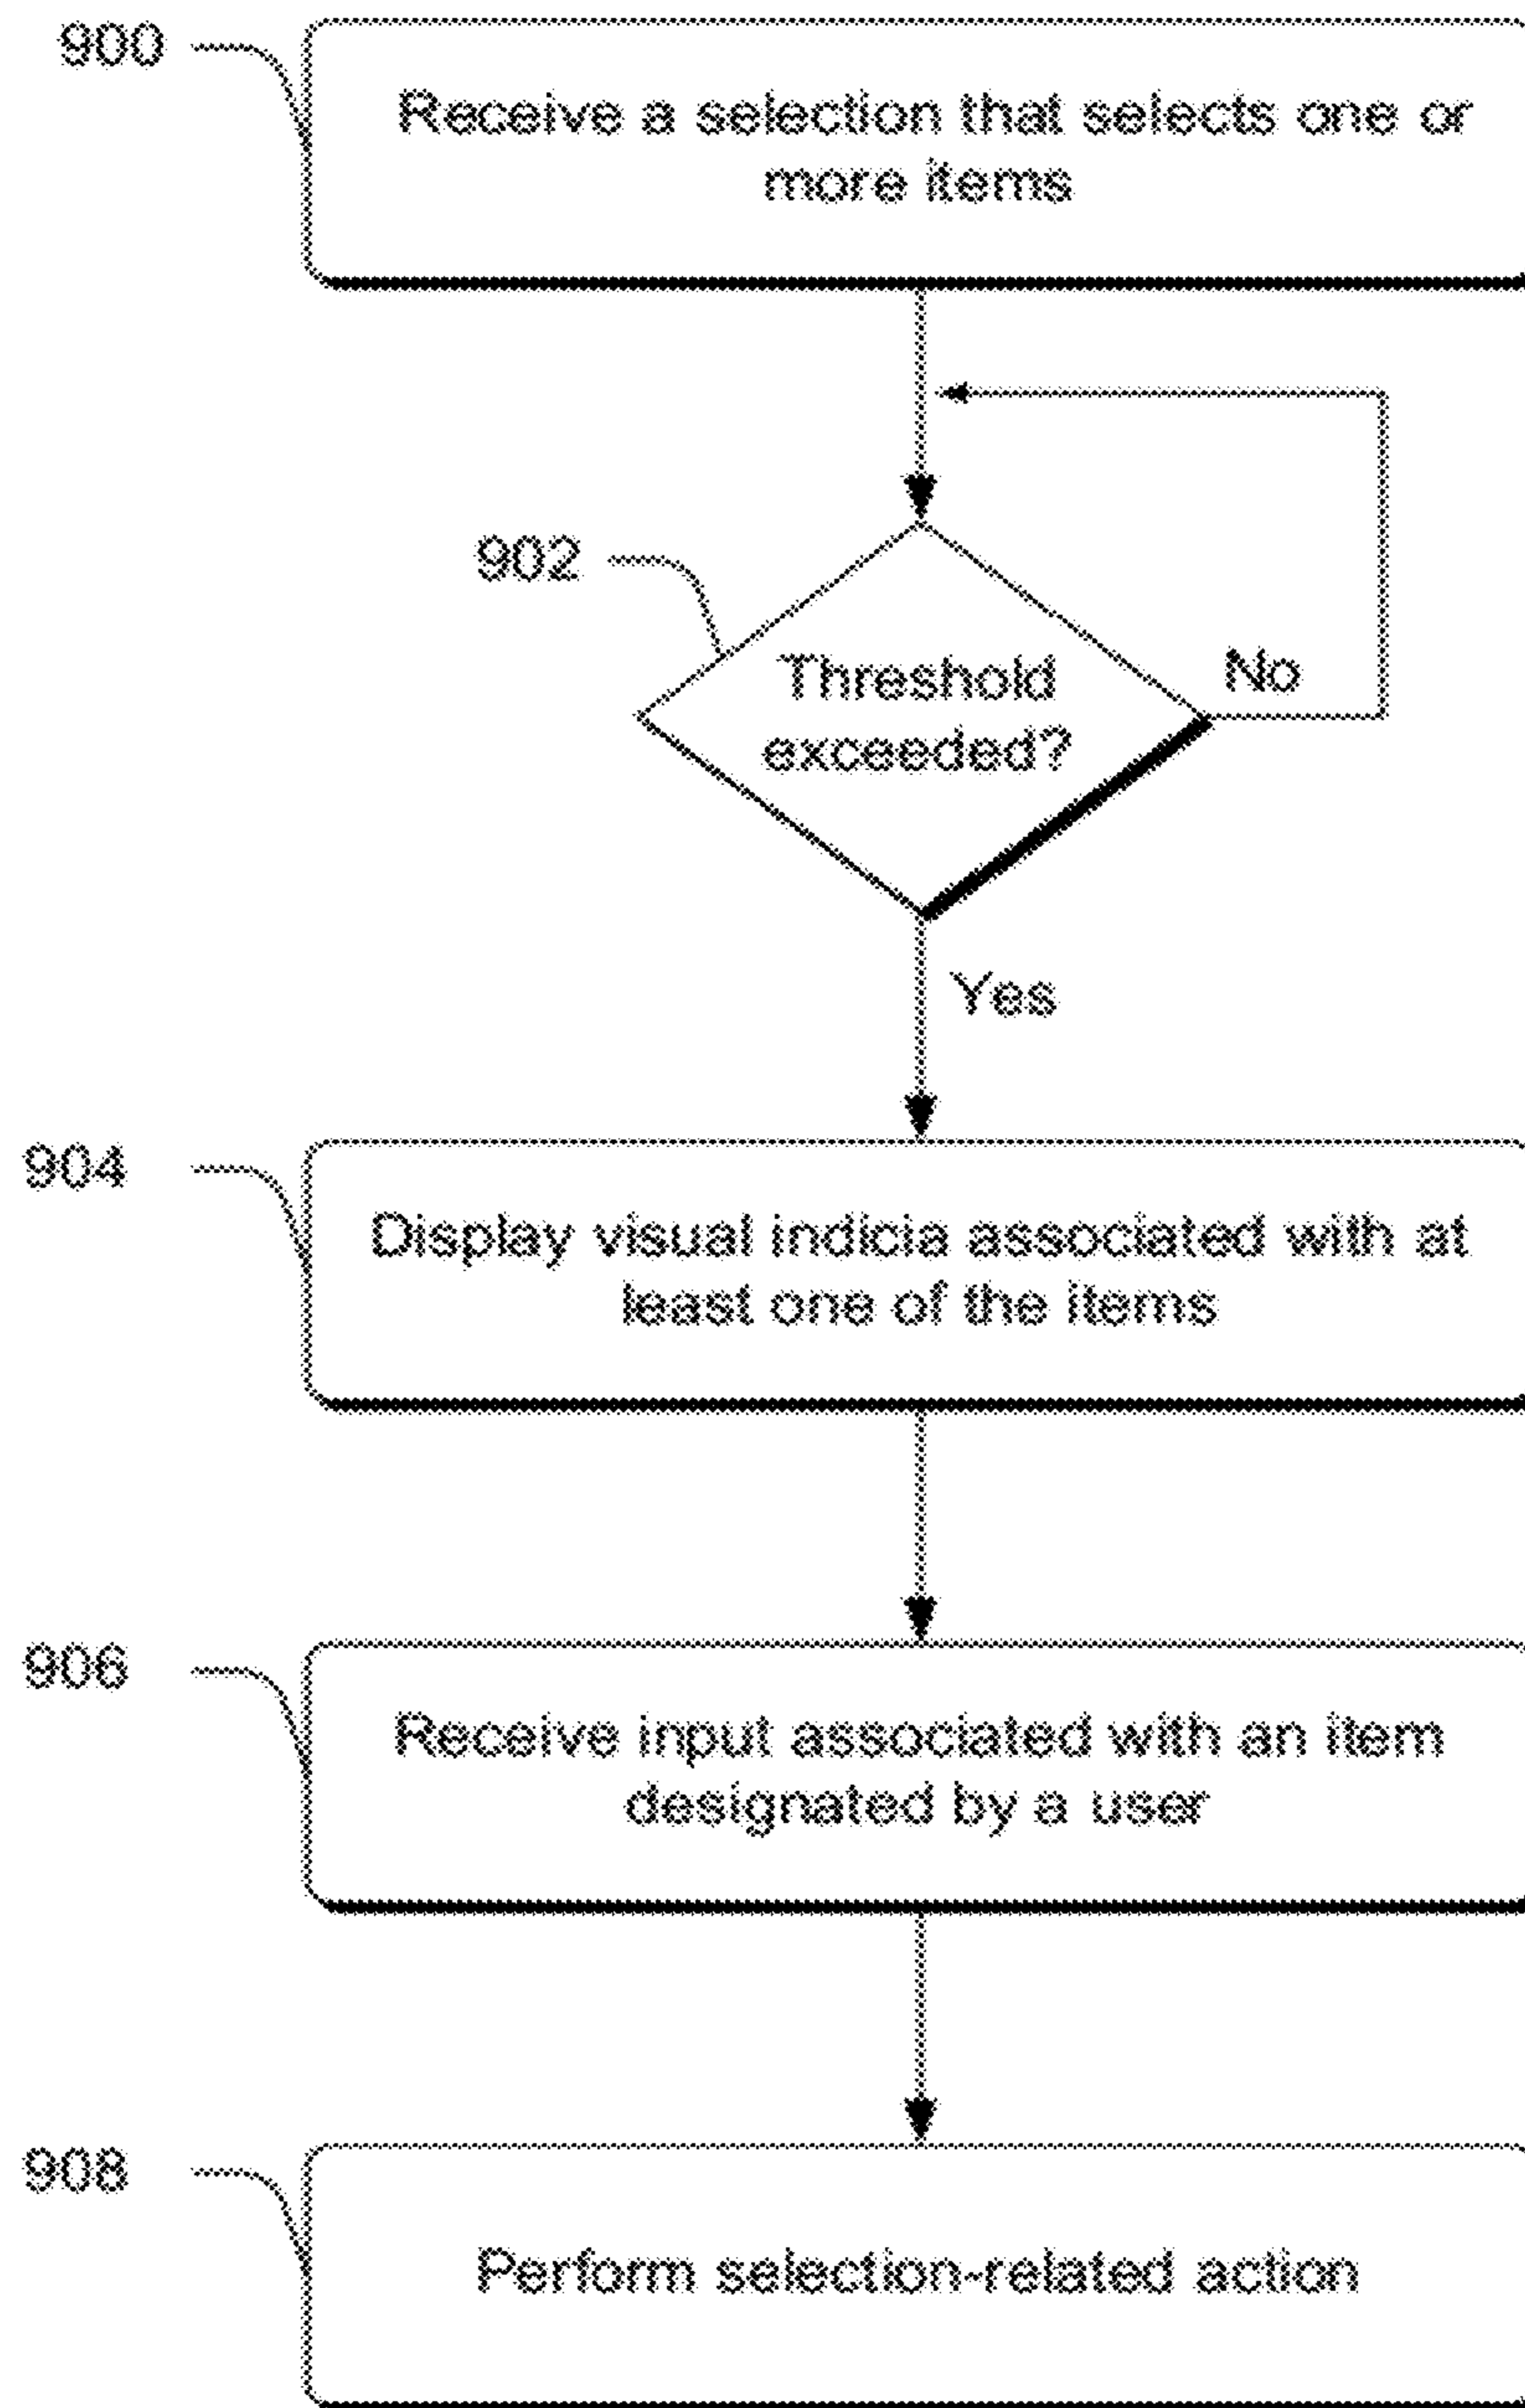 900
Receive a selection that selects one or
more items
902
Threshold
exceeded?
No
Yes
904
Display visual indicia associated with at
least one of the items
906
Receive input associated with an item
designated by a user
908
Perform selection-related action